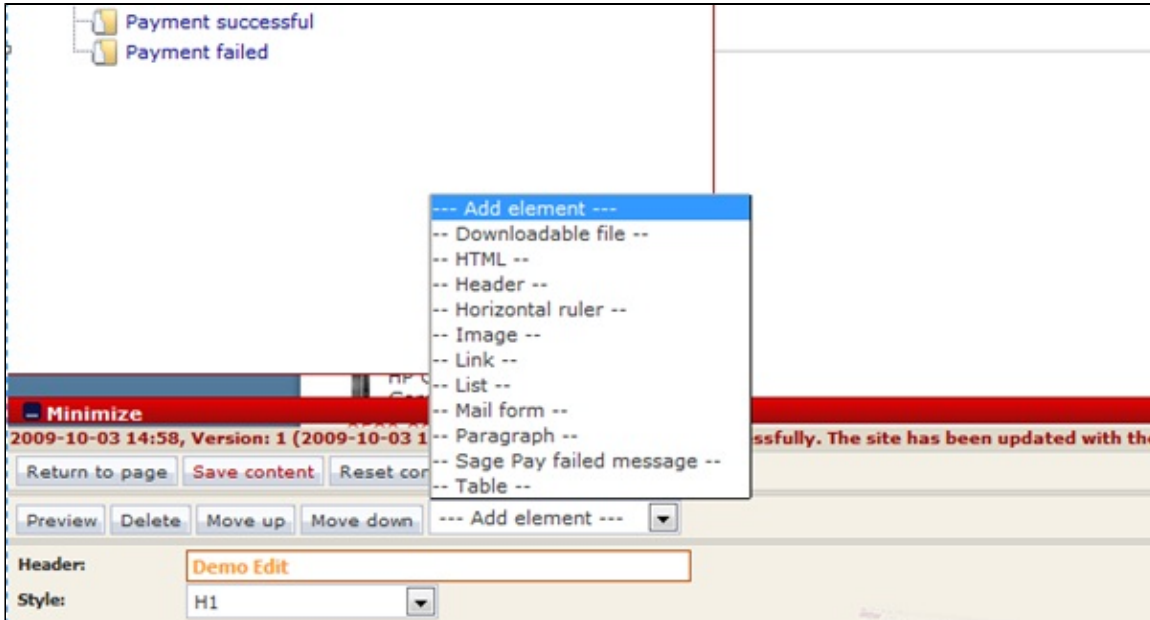 Payment successful
Payment failed
--- Add element ---
-- Downloadable file --
-- HTML --
-- Header --
-- Horizontal ruler --
-- Image --
-- Link --
-- List --
-- Mail form --
-- Paragraph --
-- Sage Pay failed message --
-- Table --
Minimize
2009-10-03 14:58, Version: 1 (2009-10-03 1 ssfully. The site has been updated with the
Return to page Save content Reset con
Preview Delete Move up Move down --- Add element ---
Header: Demo Edit
Style: H1